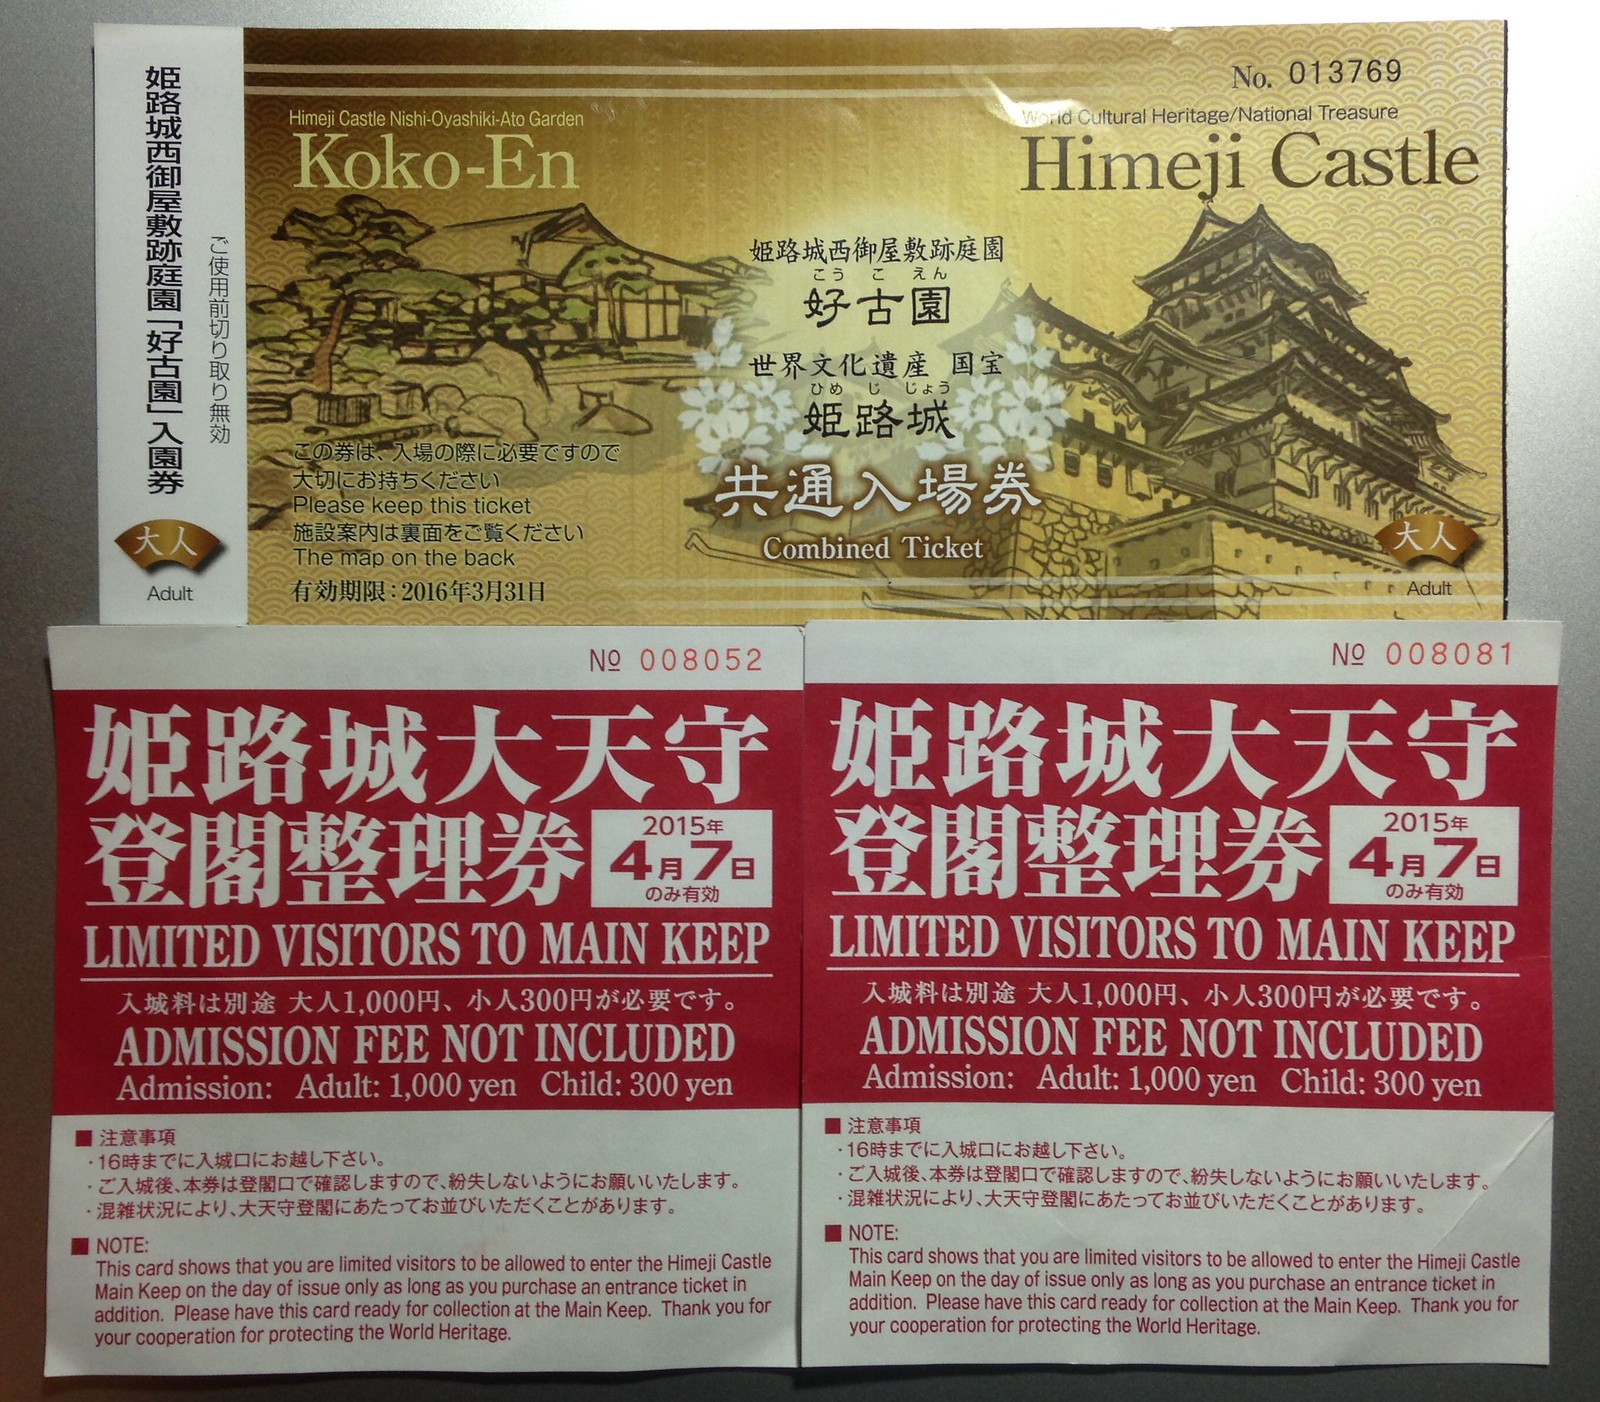 姫路城西御屋敷跡庭園「好古園」入園券
ご使用前切り取り無効
大人
Adult
No. 013769
Himeji Castle Nishi-Oyashiki-Ato Garden
Koko-En
World Cultural Heritage/National Treasure
Himeji Castle
姫路城西御屋敷跡庭園
こうこえん
好古園
世界文化遺産 国宝
ひめじじょう
姫路城
共通入場券
Combined Ticket
この券は、入場の際に必要ですので
大切にお持ちください
Please keep this ticket
施設案内は裏面をご覧ください
The map on the back
有効期限：2016年3月31日
大人
Adult
№ 008052
姫路城大天守
登閣整理券
2015年
4月7日
のみ有効
LIMITED VISITORS TO MAIN KEEP
入城料は別途 大人1,000円、小人300円が必要です。
ADMISSION FEE NOT INCLUDED
Admission: Adult: 1,000 yen Child: 300 yen
■ 注意事項
・16時までに入城口にお越し下さい。
・ご入城後、本券は登閣口で確認しますので、紛失しないようにお願いいたします。
・混雑状況により、大天守登閣にあたってお並びいただくことがあります。
■ NOTE:
This card shows that you are limited visitors to be allowed to enter the Himeji Castle
Main Keep on the day of issue only as long as you purchase an entrance ticket in
addition. Please have this card ready for collection at the Main Keep. Thank you for
your cooperation for protecting the World Heritage.
№ 008081
姫路城大天守
登閣整理券
2015年
4月7日
のみ有効
LIMITED VISITORS TO MAIN KEEP
入城料は別途 大人1,000円、小人300円が必要です。
ADMISSION FEE NOT INCLUDED
Admission: Adult: 1,000 yen Child: 300 yen
■ 注意事項
・16時までに入城口にお越し下さい。
・ご入城後、本券は登閣口で確認しますので、紛失しないようにお願いいたします。
・混雑状況により、大天守登閣にあたってお並びいただくことがあります。
■ NOTE:
This card shows that you are limited visitors to be allowed to enter the Himeji Castle
Main Keep on the day of issue only as long as you purchase an entrance ticket in
addition. Please have this card ready for collection at the Main Keep. Thank you for
your cooperation for protecting the World Heritage.